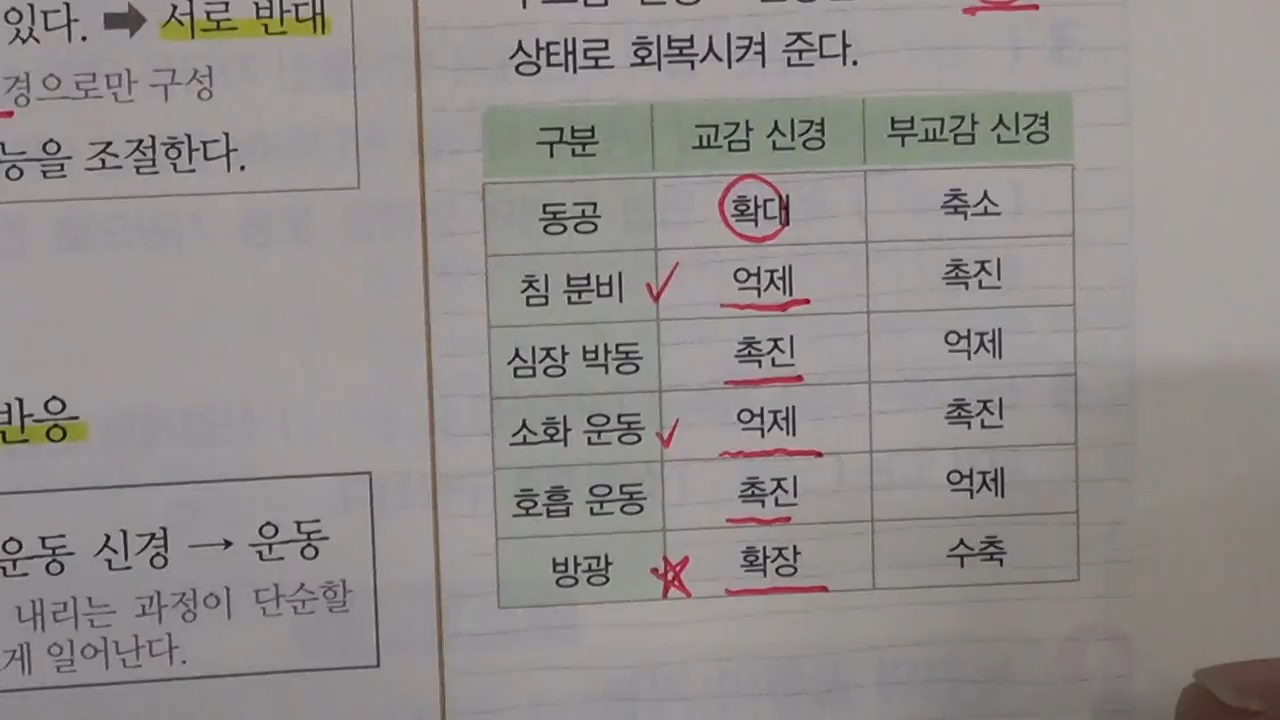 있다. ➡ 서로 반대
경으로만 구성
능을 조절한다.
반응
운동 신경 → 운동
내리는 과정이 단순할
게 일어난다.
상태로 회복시켜 준다.
구분 교감 신경 부교감 신경
동공 확대 축소
침 분비 억제 촉진
심장 박동 촉진 억제
소화 운동 억제 촉진
호흡 운동 촉진 억제
방광 확장 수축